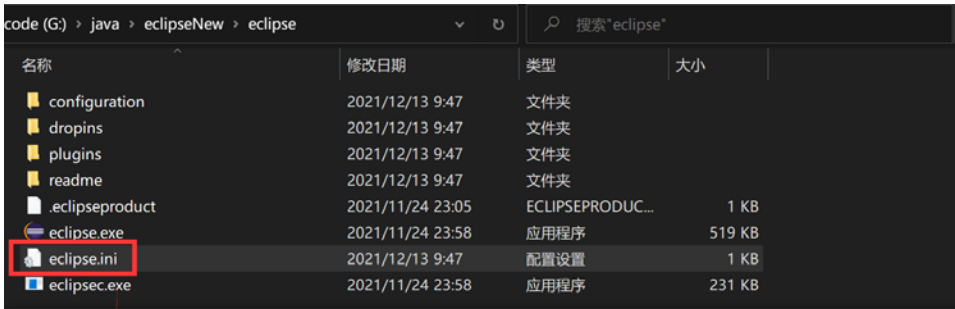 code (G:) › java › eclipseNew › eclipse 搜索"eclipse"
名称 修改日期 类型 大小
configuration 2021/12/13 9:47 文件夹
dropins 2021/12/13 9:47 文件夹
plugins 2021/12/13 9:47 文件夹
readme 2021/12/13 9:47 文件夹
.eclipseproduct 2021/11/24 23:05 ECLIPSEPRODUC... 1 KB
eclipse.exe 2021/11/24 23:58 应用程序 519 KB
eclipse.ini 2021/12/13 9:47 配置设置 1 KB
eclipsec.exe 2021/11/24 23:58 应用程序 231 KB